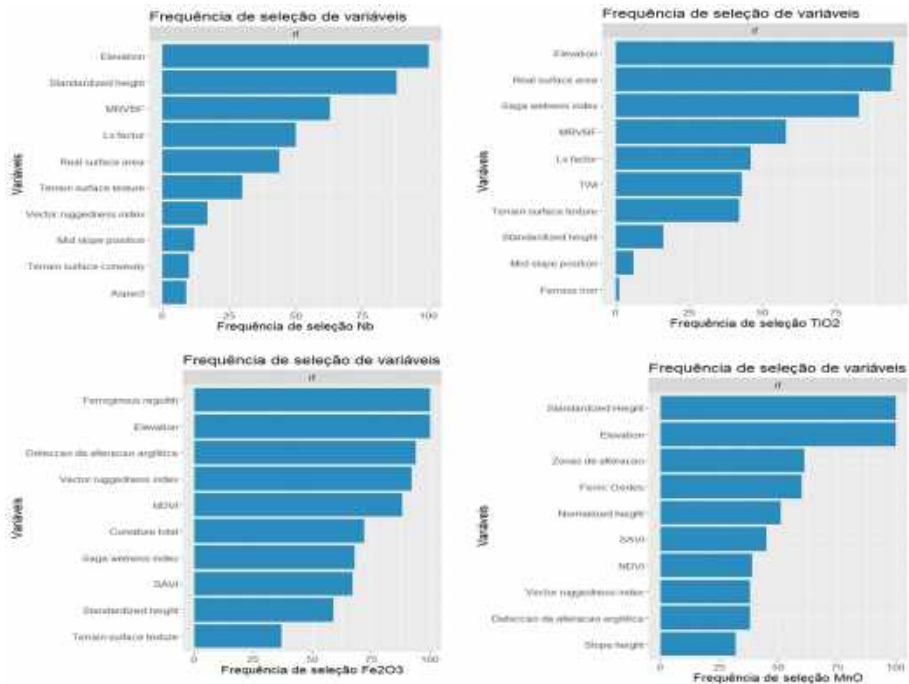 Frequência de seleção de variáveis
rf
Elevation
Standardized height
MRVBF
Ls factor
Real surface area
Terrain surface texture
Vector ruggedness index
Mid slope position
Terrain surface convexity
Aspect
Variáveis
0 25 50 75 100
Frequência de seleção Nb
Frequência de seleção de variáveis
rf
Elevation
Real surface area
Saga wetness index
MRVBF
Ls factor
TWI
Terrain surface texture
Standardized height
Mid slope position
Ferrous iron
Variáveis
0 25 50 75
Frequência de seleção TiO2
Frequência de seleção de variáveis
rf
Ferroginous regolith
Elevation
Deteccao da alteracao argilitica
Vector ruggedness index
NDVI
Curvature total
Saga wetness index
SAVI
Standardized height
Terrain surface texture
Variáveis
0 25 50 75 100
Frequência de seleção Fe2O3
Frequência de seleção de variáveis
rf
Standardized Height
Elevation
Zonas de alteracao
Ferric Oxides
Normalized height
SAVI
NDVI
Vector ruggedness index
Deteccao da alteracao argilitica
Slope height
Variáveis
0 25 50 75 100
Frequência de seleção MnO